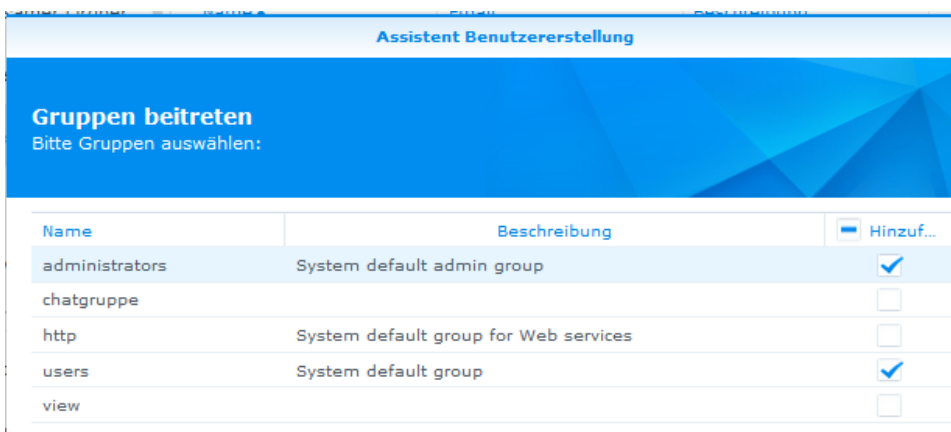 Assistent Benutzererstellung
Gruppen beitreten
Bitte Gruppen auswählen:
Name Beschreibung Hinzuf...
administrators System default admin group
chatgruppe
http System default group for Web services
users System default group
view